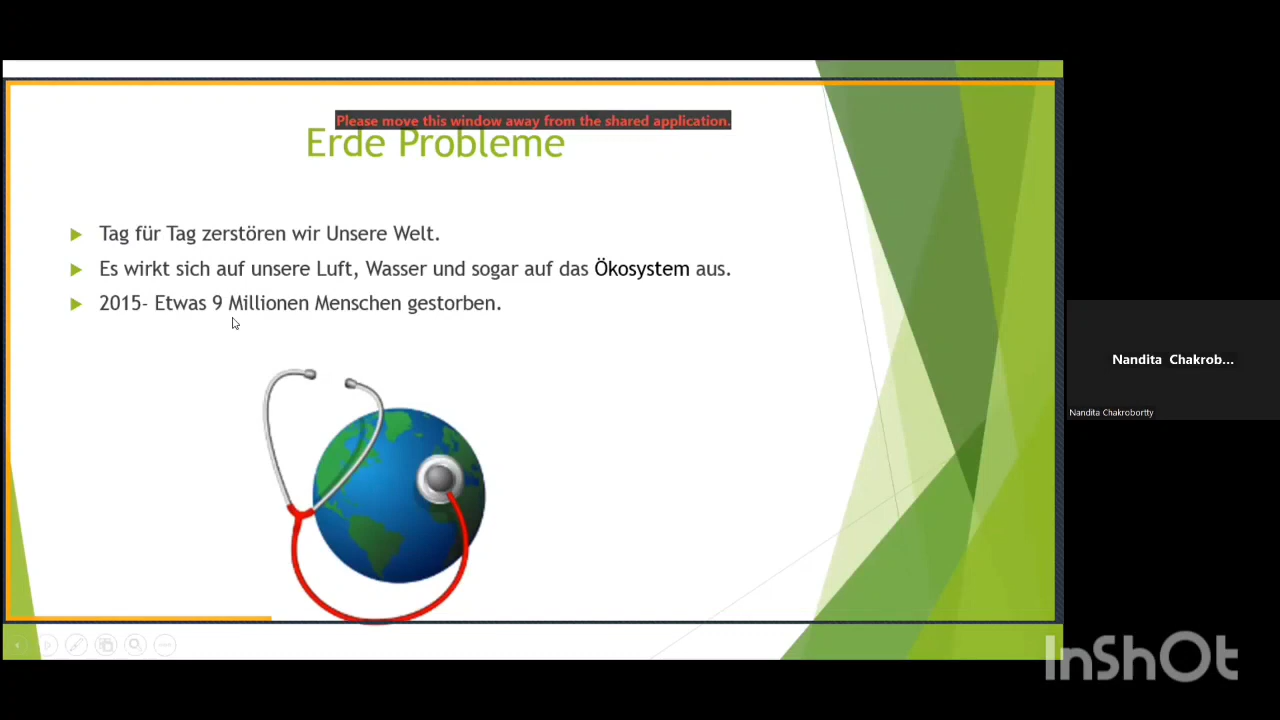 Please move this window away from the shared application.
Erde Probleme
Tag für Tag zerstören wir Unsere Welt.
Es wirkt sich auf unsere Luft, Wasser und sogar auf das Ökosystem aus.
2015- Etwas 9 Millionen Menschen gestorben.
Nandita Chakrob...
Nandita Chakrobortty
InShOt